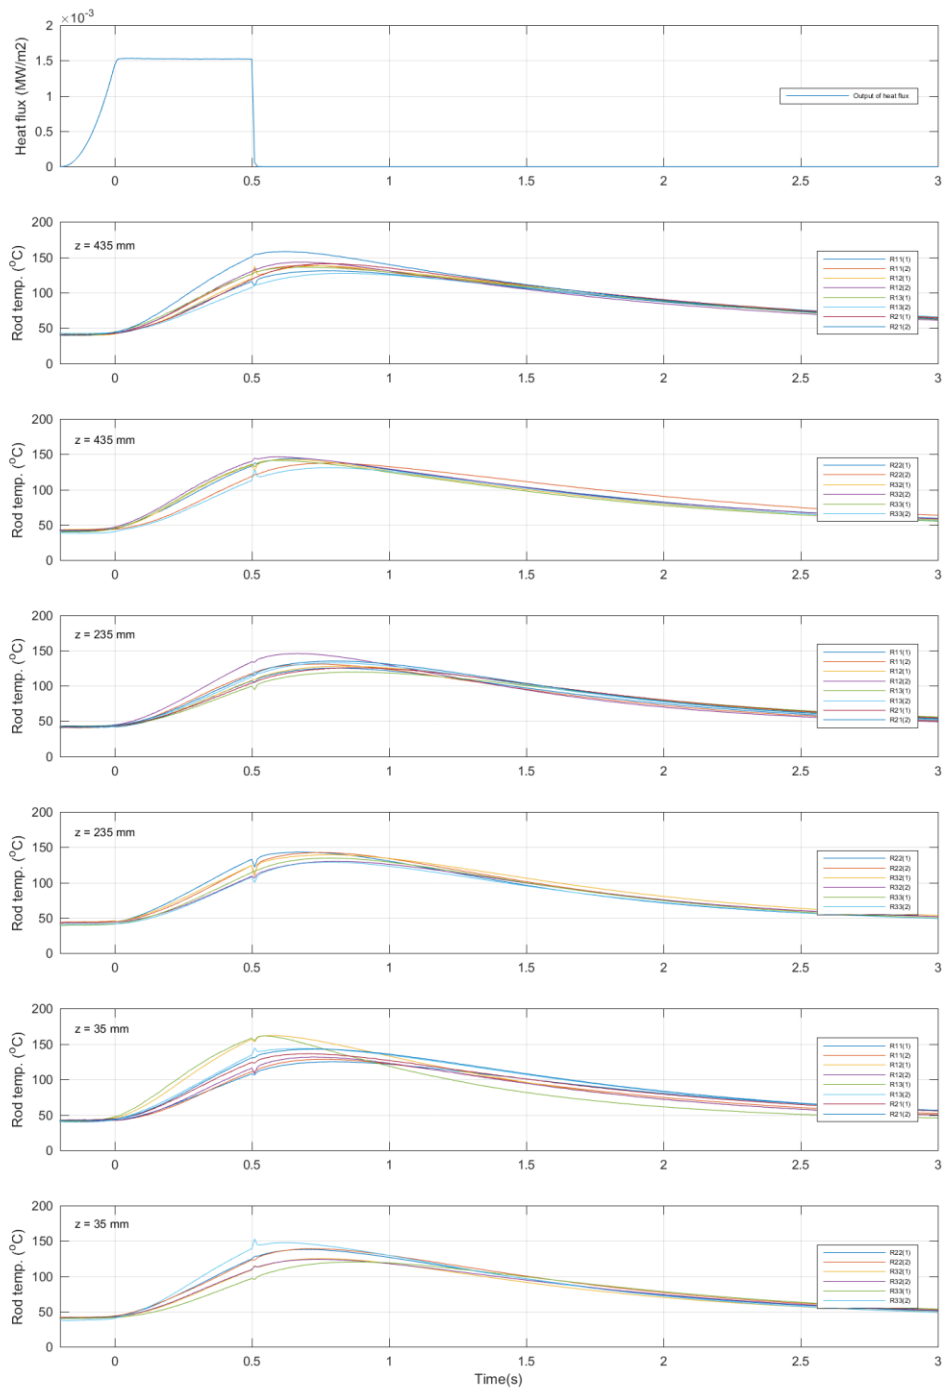 ×10⁻³
2
1.5
1
0.5
0
Heat flux (MW/m2)
Output of heat flux
0 0.5 1 1.5 2 2.5 3
200
150
100
50
0
Rod temp. (°C)
z = 435 mm
R11(1)
R11(2)
R12(1)
R12(2)
R13(1)
R13(2)
R21(1)
R21(2)
0 0.5 1 1.5 2 2.5 3
200
150
100
50
0
Rod temp. (°C)
z = 435 mm
R22(1)
R22(2)
R32(1)
R32(2)
R33(1)
R33(2)
0 0.5 1 1.5 2 2.5 3
200
150
100
50
0
Rod temp. (°C)
z = 235 mm
R11(1)
R11(2)
R12(1)
R12(2)
R13(1)
R13(2)
R21(1)
R21(2)
0 0.5 1 1.5 2 2.5 3
200
150
100
50
0
Rod temp. (°C)
z = 235 mm
R22(1)
R22(2)
R32(1)
R32(2)
R33(1)
R33(2)
0 0.5 1 1.5 2 2.5 3
200
150
100
50
0
Rod temp. (°C)
z = 35 mm
R11(1)
R11(2)
R12(1)
R12(2)
R13(1)
R13(2)
R21(1)
R21(2)
0 0.5 1 1.5 2 2.5 3
200
150
100
50
0
Rod temp. (°C)
z = 35 mm
R22(1)
R22(2)
R32(1)
R32(2)
R33(1)
R33(2)
0 0.5 1 1.5 2 2.5 3
Time(s)